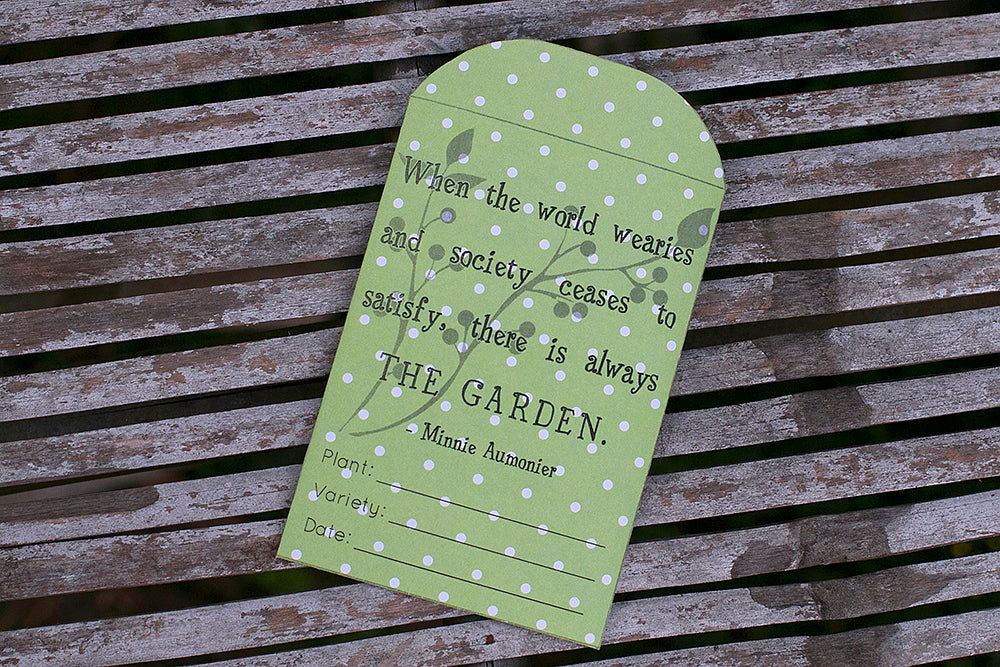 When the world wearies
and society ceases to
satisfy, there is always
THE GARDEN.
- Minnie Aumonier
Plant:
Variety:
Date: